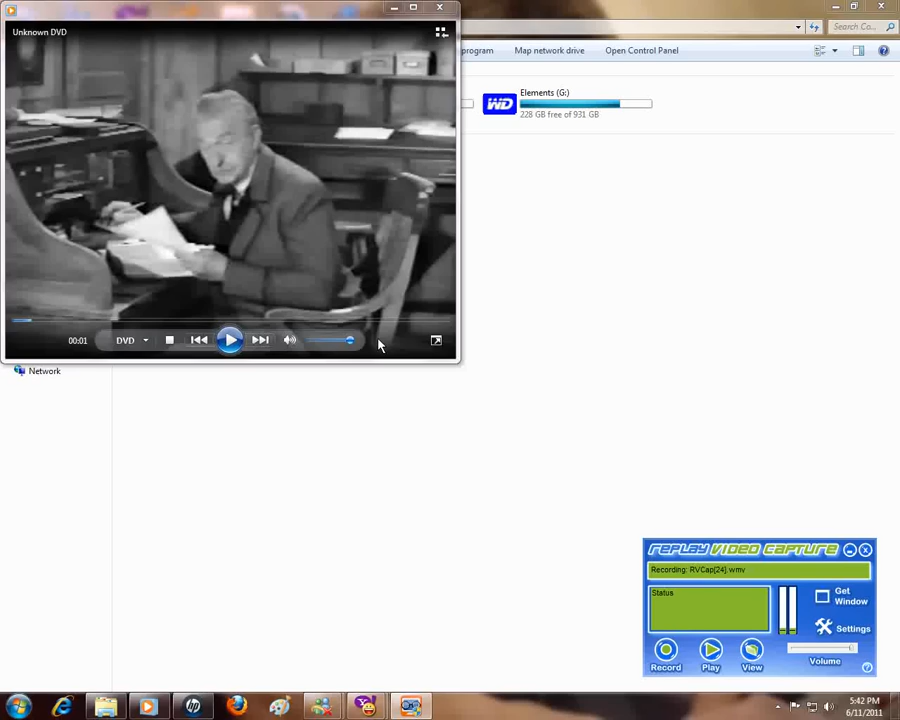 Unknown DVD
Search Co...
program
Map network drive
Open Control Panel
WD
Elements (G:)
228 GB free of 931 GB
00:01
DVD
Network
REPLAY VIDEO CAPTURE
Recording: RVCap[24].wmv
Status
Get
Window
Settings
Record
Play
View
Volume
hp
5:42 PM
6/11/2011